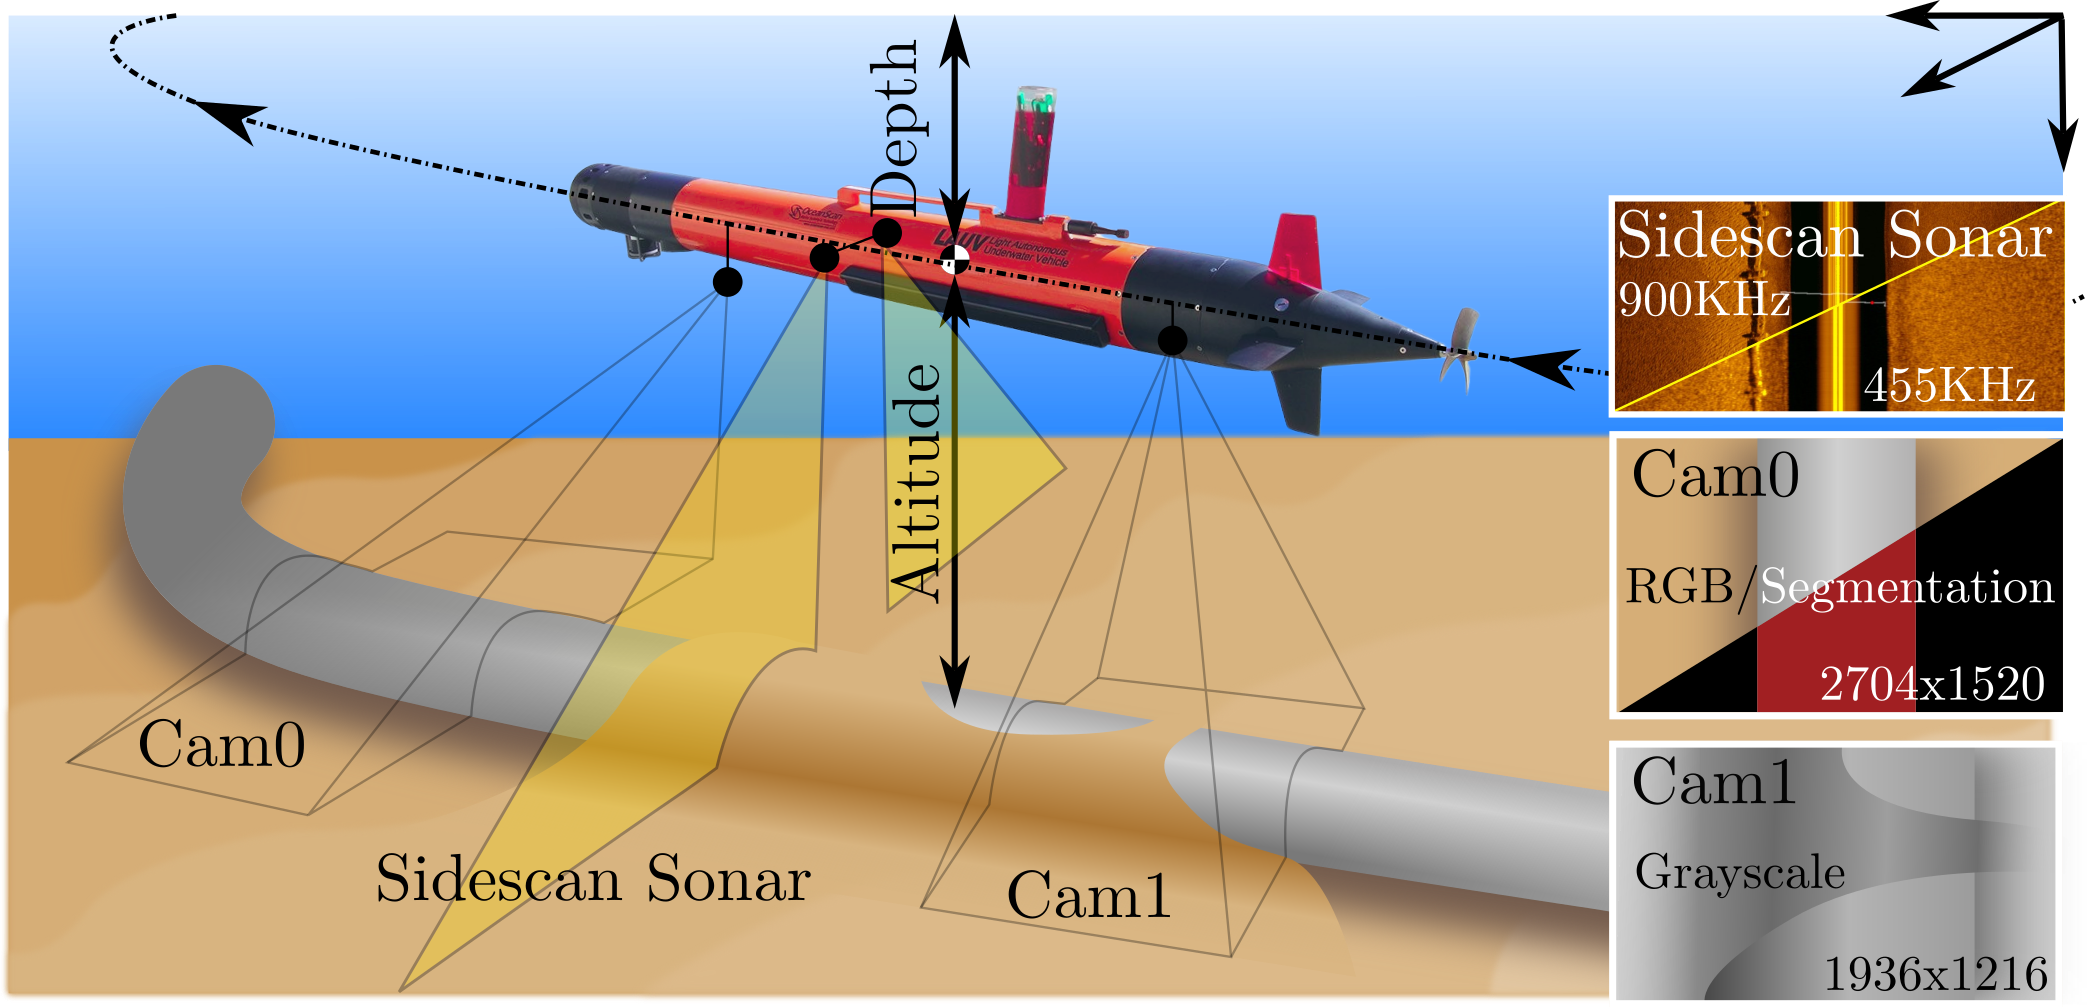 Depth
OceanScan
LAUV Light Autonomous
Underwater Vehicle
Altitude
Cam0
Sidescan Sonar
Cam1
Sidescan Sonar
900KHz
455KHz
Cam0
RGB/Segmentation
2704x1520
Cam1
Grayscale
1936x1216